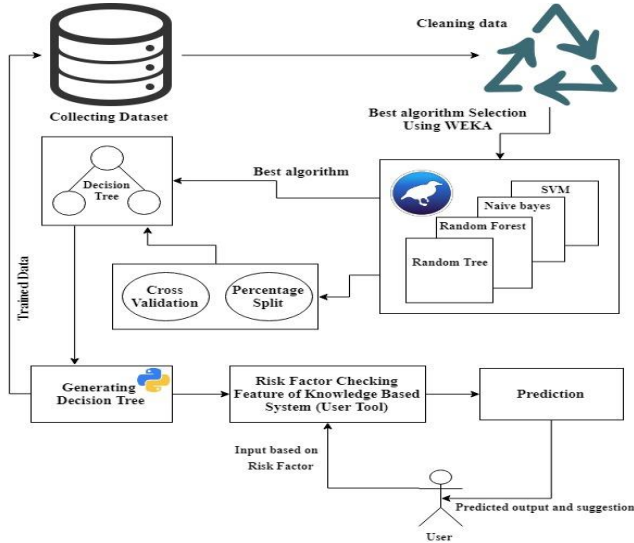 Cleaning data
Collecting Dataset
Best algorithm Selection
Using WEKA
Best algorithm
Decision
Tree
SVM
Naive bayes
Random Forest
Random Tree
Cross
Validation
Percentage
Split
Trained Data
Generating
Decision Tree
Risk Factor Checking
Feature of Knowledge Based
System (User Tool)
Prediction
Input based on
Risk Factor
Predicted output and suggestion
User